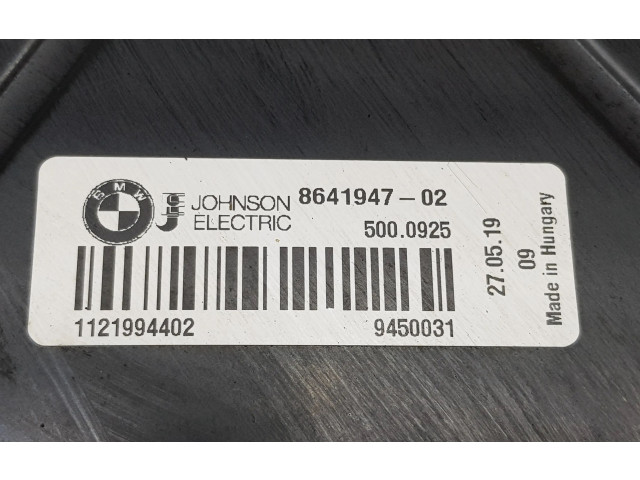 BMW
JOHNSON
ELECTRIC
8641947-02
500.0925
1121994402
9450031
27.05.19
09
Made in Hungary